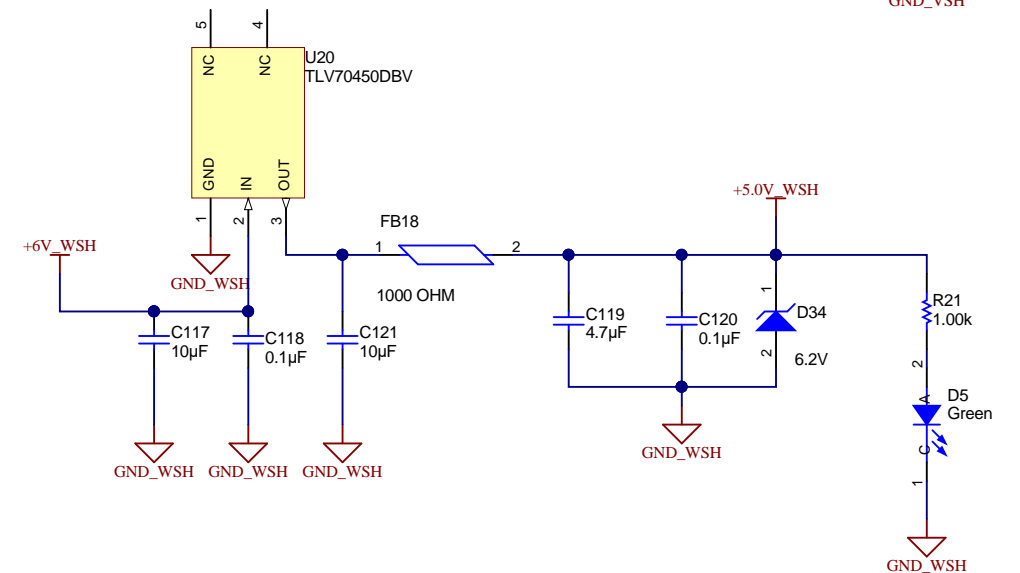 GND_VSH
5
4
NC
NC
U20
TLV70450DBV
GND
IN
OUT
1
2
3
+5.0V_WSH
FB18
+6V_WSH
1
2
GND_WSH
1000 OHM
1
R21
1.00k
C117
10µF
C118
0.1µF
C121
10µF
C119
4.7µF
C120
0.1µF
D34
6.2V
2
2
A
D5
Green
C
1
GND_WSH
GND_WSH
GND_WSH
GND_WSH
GND_WSH